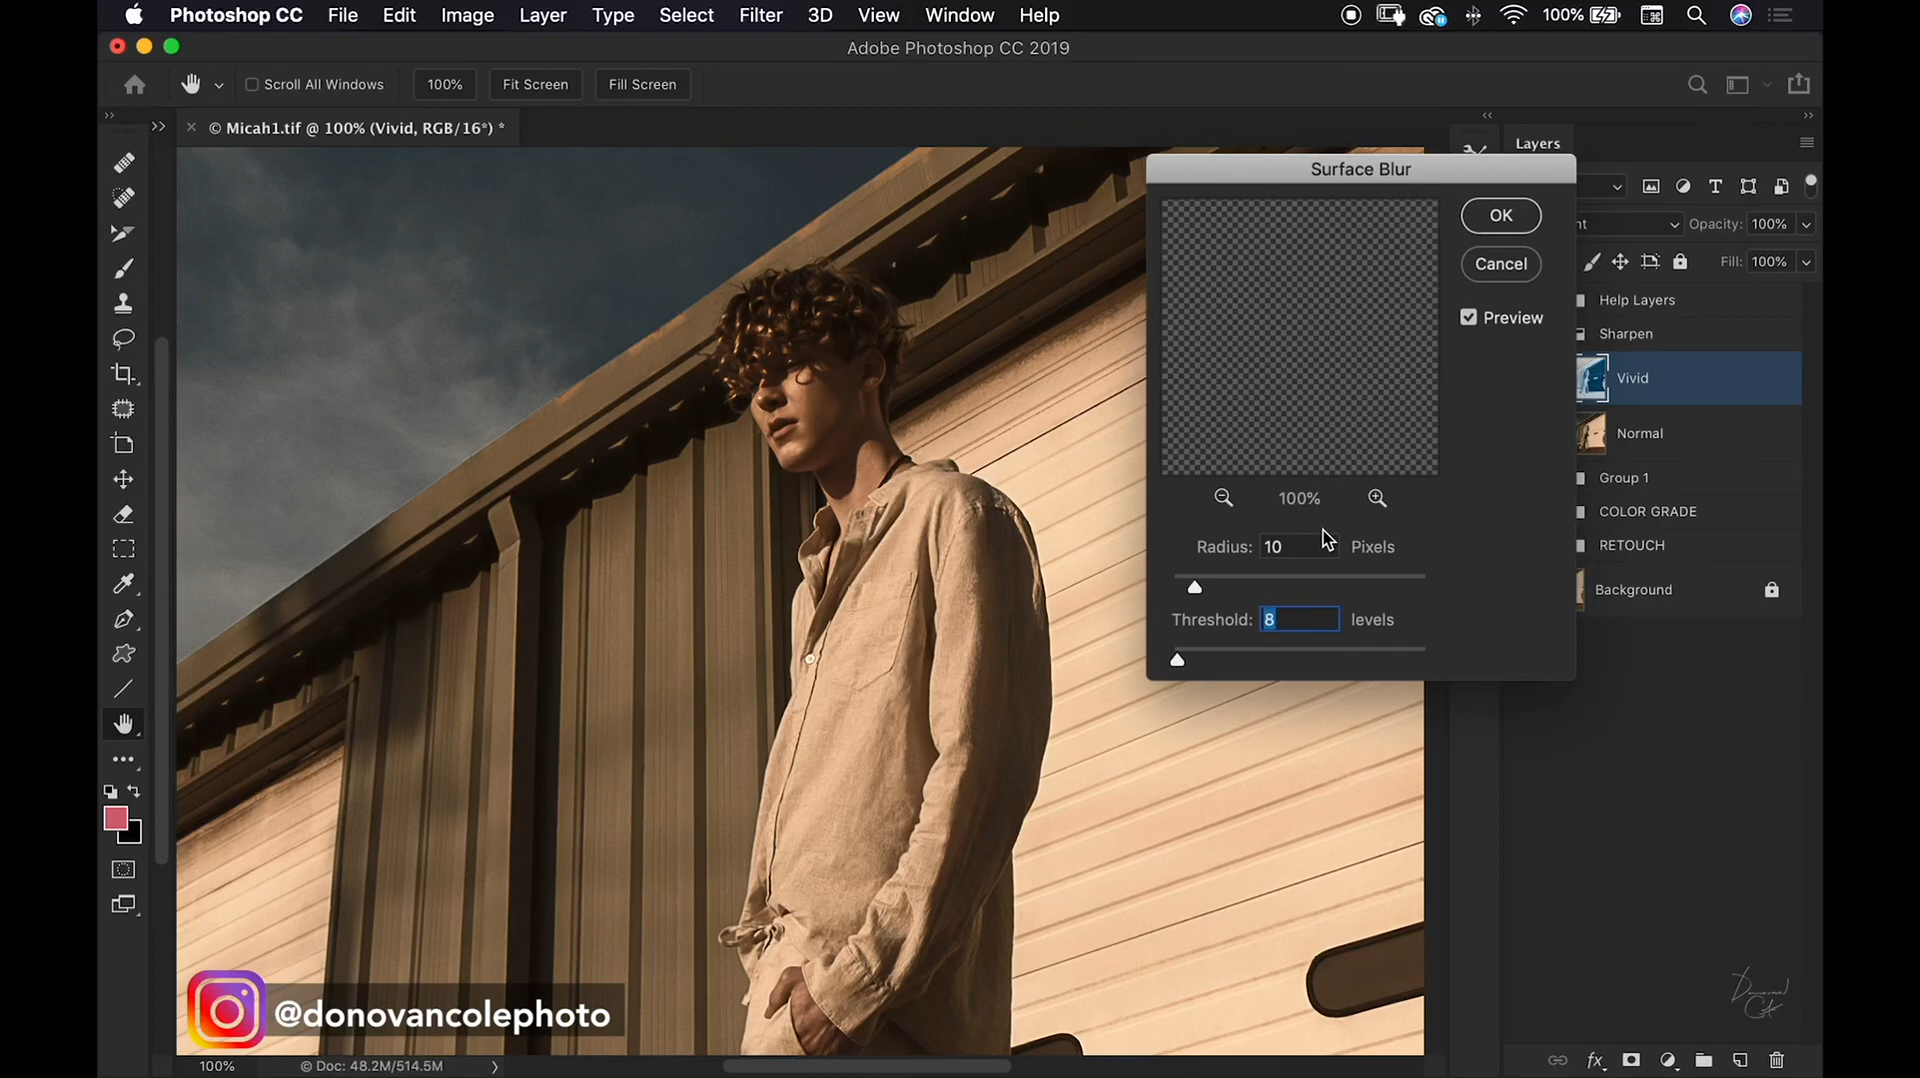 Photoshop CC File Edit Image Layer Type Select Filter 3D View Window Help 100%
Adobe Photoshop CC 2019
Scroll All Windows 100% Fit Screen Fill Screen
© Micah1.tif @ 100% (Vivid, RGB/16*) *
Layers
Surface Blur
OK
nt Opacity: 100%
Cancel
Fill: 100%
Help Layers
Preview
Sharpen
Vivid
Normal
Group 1
100%
COLOR GRADE
Radius: 10 Pixels
RETOUCH
Background
Threshold: 8 levels
@donovancolephoto
100% © Doc: 48.2M/514.5M
fx